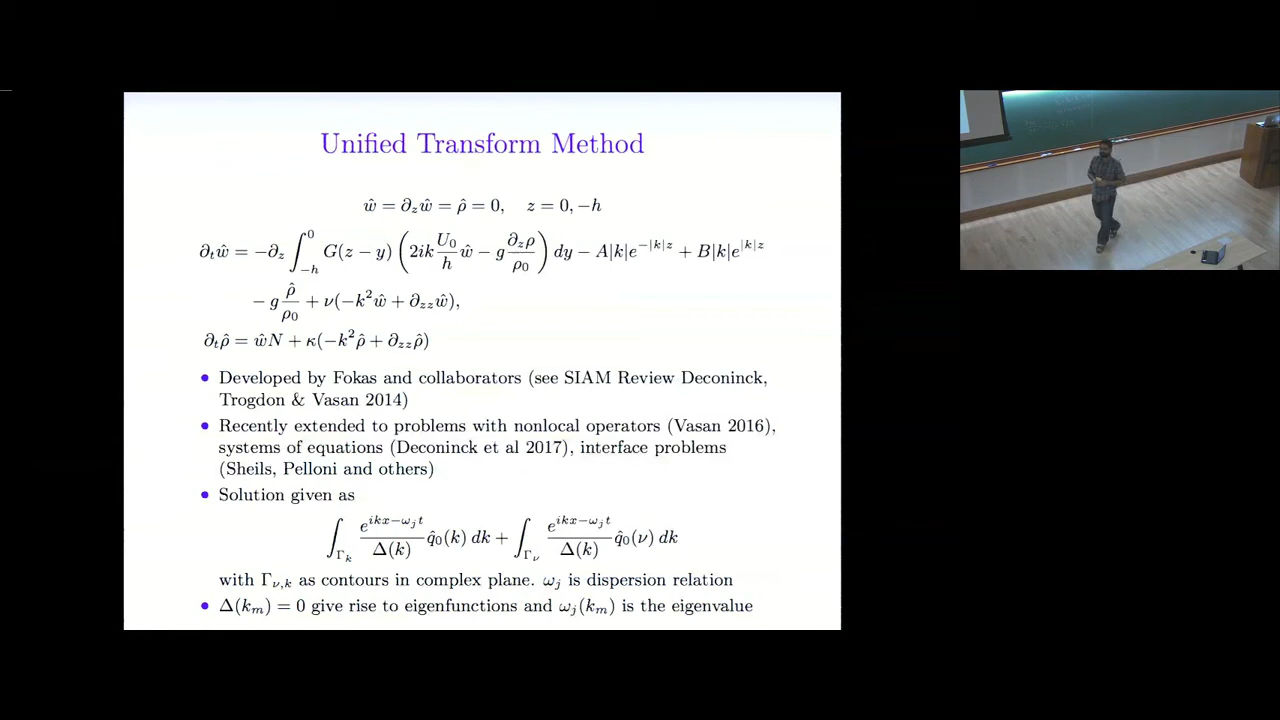 Unified Transform Method
ŵ = ∂_z ŵ = ρ̂ = 0,   z = 0, −h
∂_t ŵ = −∂_z ∫_{−h}^{0} G(z − y) ( 2ik (U_0/h) ŵ − g (∂_z ρ/ρ_0) ) dy − A|k|e^{−|k|z} + B|k|e^{|k|z}
− g (ρ̂/ρ_0) + ν(−k² ŵ + ∂_{zz} ŵ),
∂_t ρ̂ = ŵN + κ(−k² ρ̂ + ∂_{zz} ρ̂)
• Developed by Fokas and collaborators (see SIAM Review Deconinck,
Trogdon & Vasan 2014)
• Recently extended to problems with nonlocal operators (Vasan 2016),
systems of equations (Deconinck et al 2017), interface problems
(Sheils, Pelloni and others)
• Solution given as
∫_{Γ_k} (e^{ikx−ω_j t}/Δ(k)) q̂_0(k) dk + ∫_{Γ_ν} (e^{ikx−ω_j t}/Δ(k)) q̂_0(ν) dk
with Γ_{ν,k} as contours in complex plane. ω_j is dispersion relation
• Δ(k_m) = 0 give rise to eigenfunctions and ω_j(k_m) is the eigenvalue